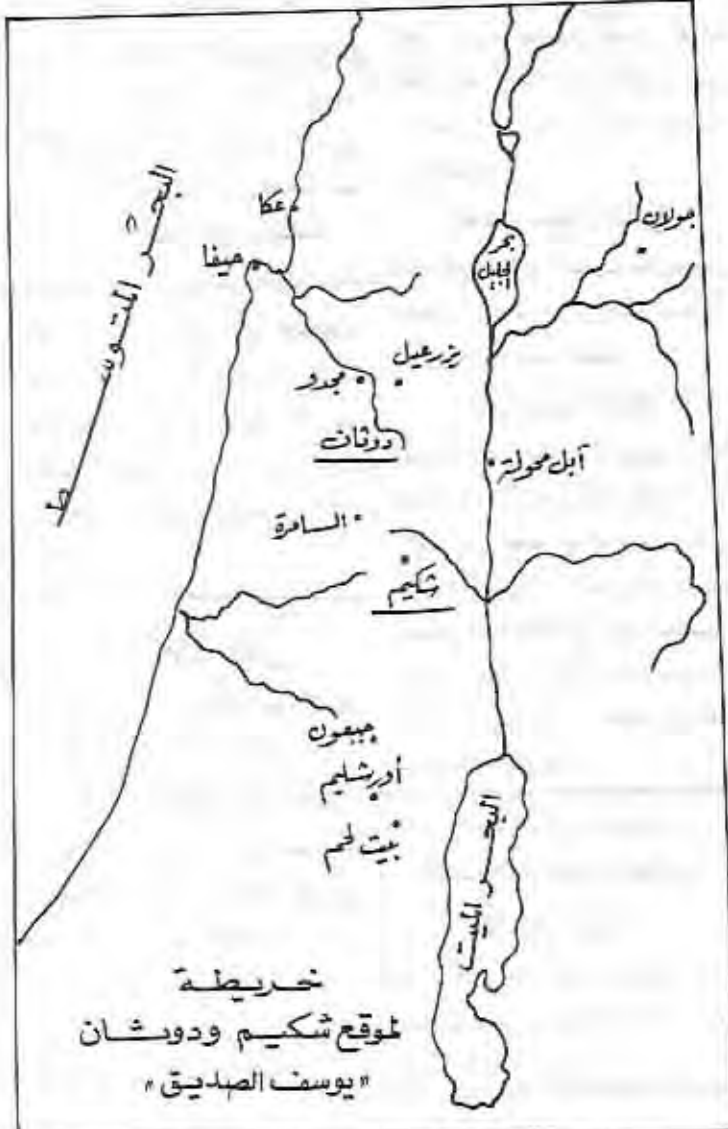 البحر المتوسط
عكا
حيفا
جولان
بحر
الجليل
يزرعيل
مجدو
دوثان
آبل محولة
السامرة
شكيم
جبعون
أورشليم
بيت لحم
البحر الميت
خريطة
لموقع شكيم ودوثان
"يوسف الصديق"